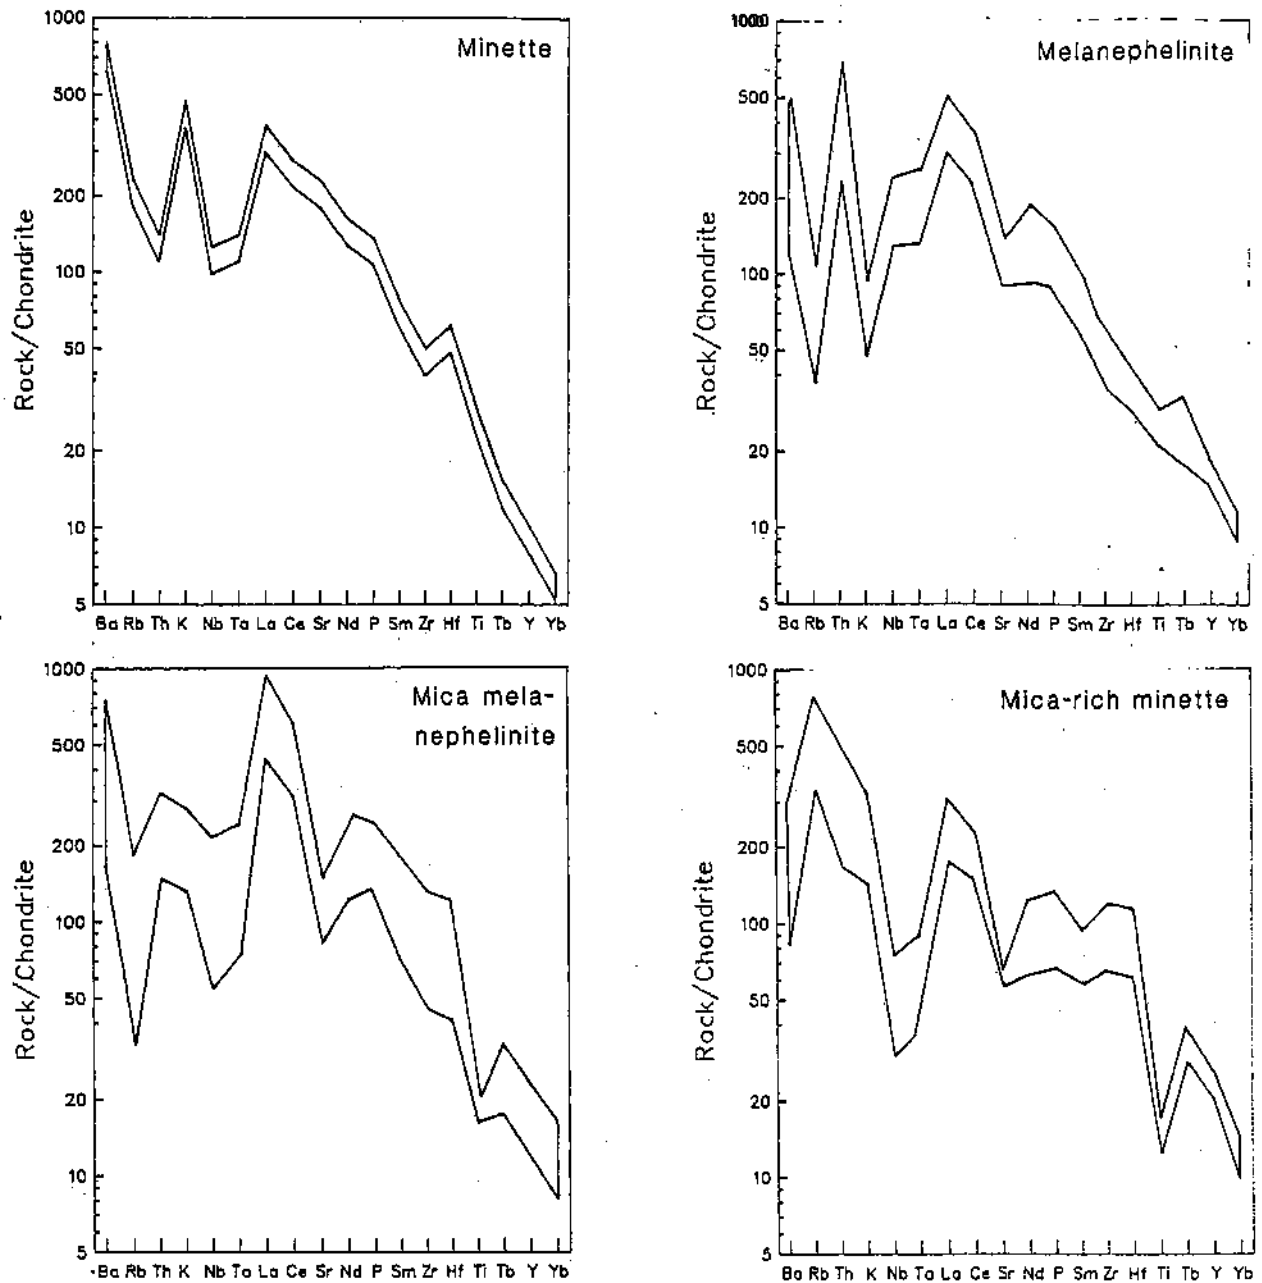 Minette
1000
500
200
100
50
20
10
5
Rock/Chondrite
Ba Rb Th K Nb Ta La Ce Sr Nd P Sm Zr Hf Ti Tb Y Yb
Melanephelinite
1000
500
200
100
50
20
10
5
Rock/Chondrite
Ba Rb Th K Nb Ta La Ce Sr Nd P Sm Zr Hf Ti Tb Y Yb
Mica mela-
nephelinite
1000
500
200
100
50
20
10
5
Rock/Chondrite
Ba Rb Th K Nb Ta La Ce Sr Nd P Sm Zr Hf Ti Tb Y Yb
Mica-rich minette
1000
500
200
100
50
20
10
5
Rock/Chondrite
Ba Rb Th K Nb Ta La Ce Sr Nd P Sm Zr Hf Ti Tb Y Yb